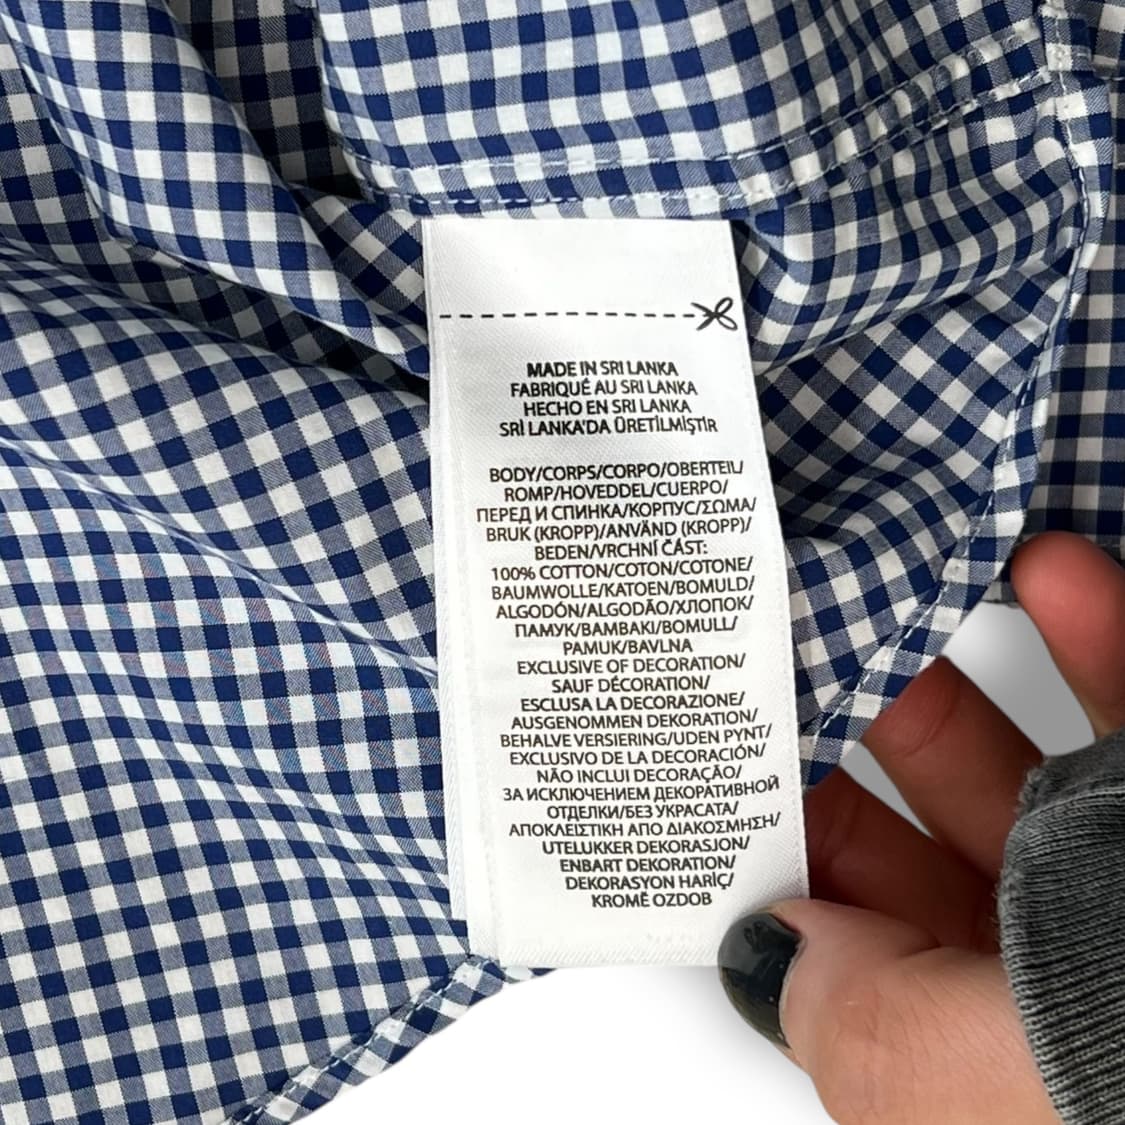 MADE IN SRI LANKA
FABRIQUÉ AU SRI LANKA
HECHO EN SRI LANKA
SRİ LANKA'DA ÜRETİLMİŞTİR
BODY/CORPS/CORPO/OBERTEIL/
ROMP/HOVEDDEL/CUERPO/
ПЕРЕД И СПИНКА/КОРПУС/ΣΩΜΑ/
BRUK (KROPP)/ANVÄND (KROPP)/
BEDEN/VRCHNÍ ČÁST:
100% COTTON/COTON/COTONE/
BAUMWOLLE/KATOEN/BOMULD/
ALGODÓN/ALGODÃO/ХЛОПОК/
ПАМУК/ΒΑΜΒΑΚΙ/BOMULL/
PAMUK/BAVLNA
EXCLUSIVE OF DECORATION/
SAUF DÉCORATION/
ESCLUSA LA DECORAZIONE/
AUSGENOMMEN DEKORATION/
BEHALVE VERSIERING/UDEN PYNT/
EXCLUSIVO DE LA DECORACIÓN/
NÃO INCLUI DECORAÇÃO/
ЗА ИСКЛЮЧЕНИЕМ ДЕКОРАТИВНОЙ
ОТДЕЛКИ/БЕЗ УКРАСАТА/
ΑΠΟΚΛΕΙΣΤΙΚΗ ΑΠΟ ΔΙΑΚΟΣΜΗΣΗ/
UTELUKKER DEKORASJON/
ENBART DEKORATION/
DEKORASYON HARİÇ/
KROMĚ OZDOB